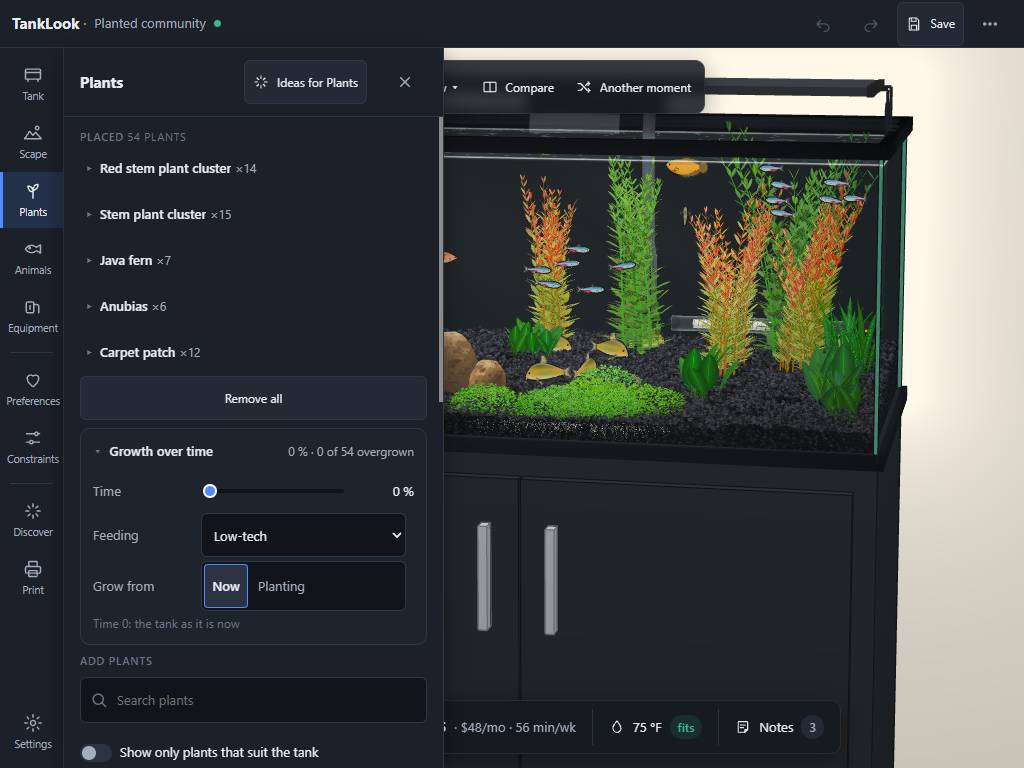 TankLook · Planted community
Save
Tank
Scape
Plants
Animals
Equipment
Preferences
Constraints
Discover
Print
Settings
Plants
Ideas for Plants
PLACED 54 PLANTS
Red stem plant cluster ×14
Stem plant cluster ×15
Java fern ×7
Anubias ×6
Carpet patch ×12
Remove all
Growth over time 0 % · 0 of 54 overgrown
Time 0 %
Feeding Low-tech
Grow from Now Planting
Time 0: the tank as it is now
ADD PLANTS
Search plants
Show only plants that suit the tank
Compare
Another moment
· $48/mo · 56 min/wk
75 °F fits
Notes 3